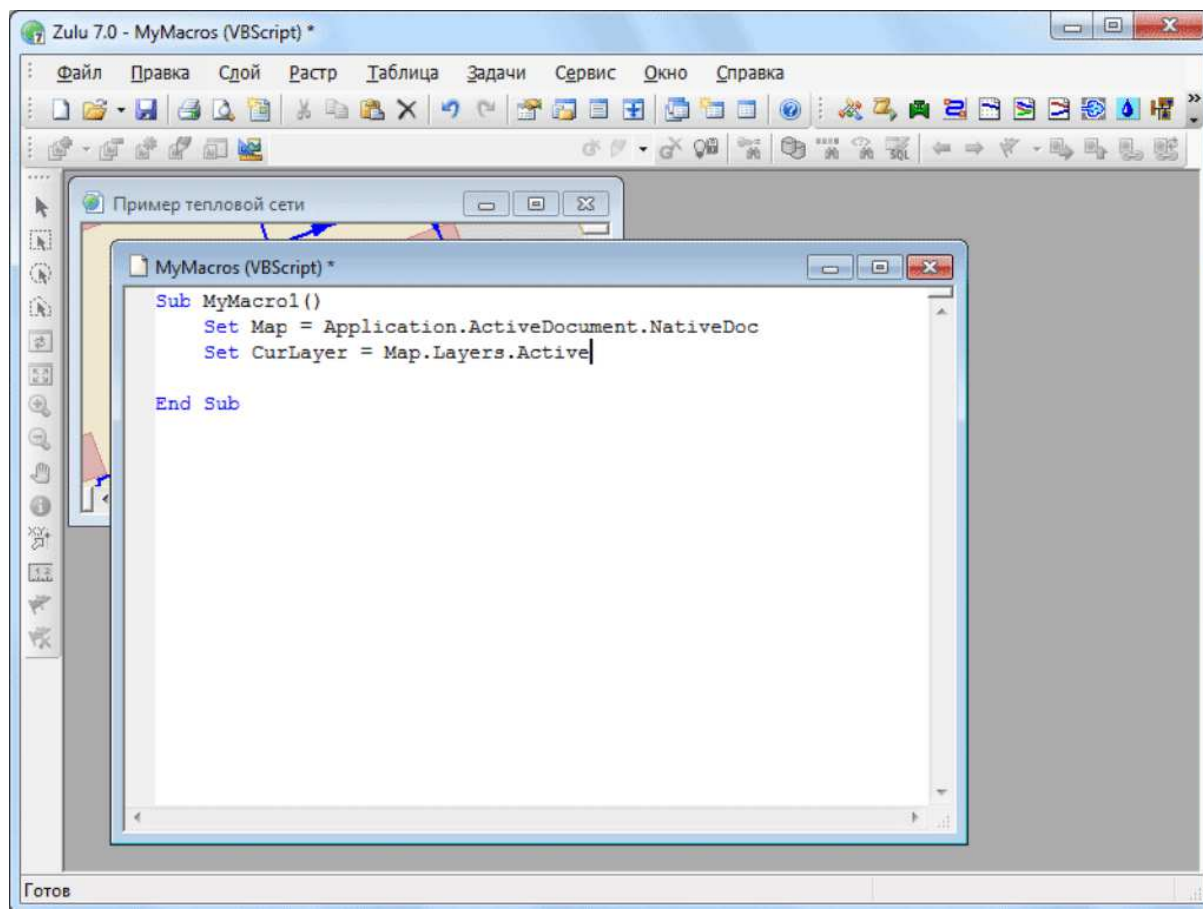 Zulu 7.0 - MyMacros (VBScript) *
Файл Правка Слой Растр Таблица Задачи Сервис Окно Справка
SQL
Пример тепловой сети
MyMacros (VBScript) *
Sub MyMacro1()
Set Map = Application.ActiveDocument.NativeDoc
Set CurLayer = Map.Layers.Active
End Sub
Готов